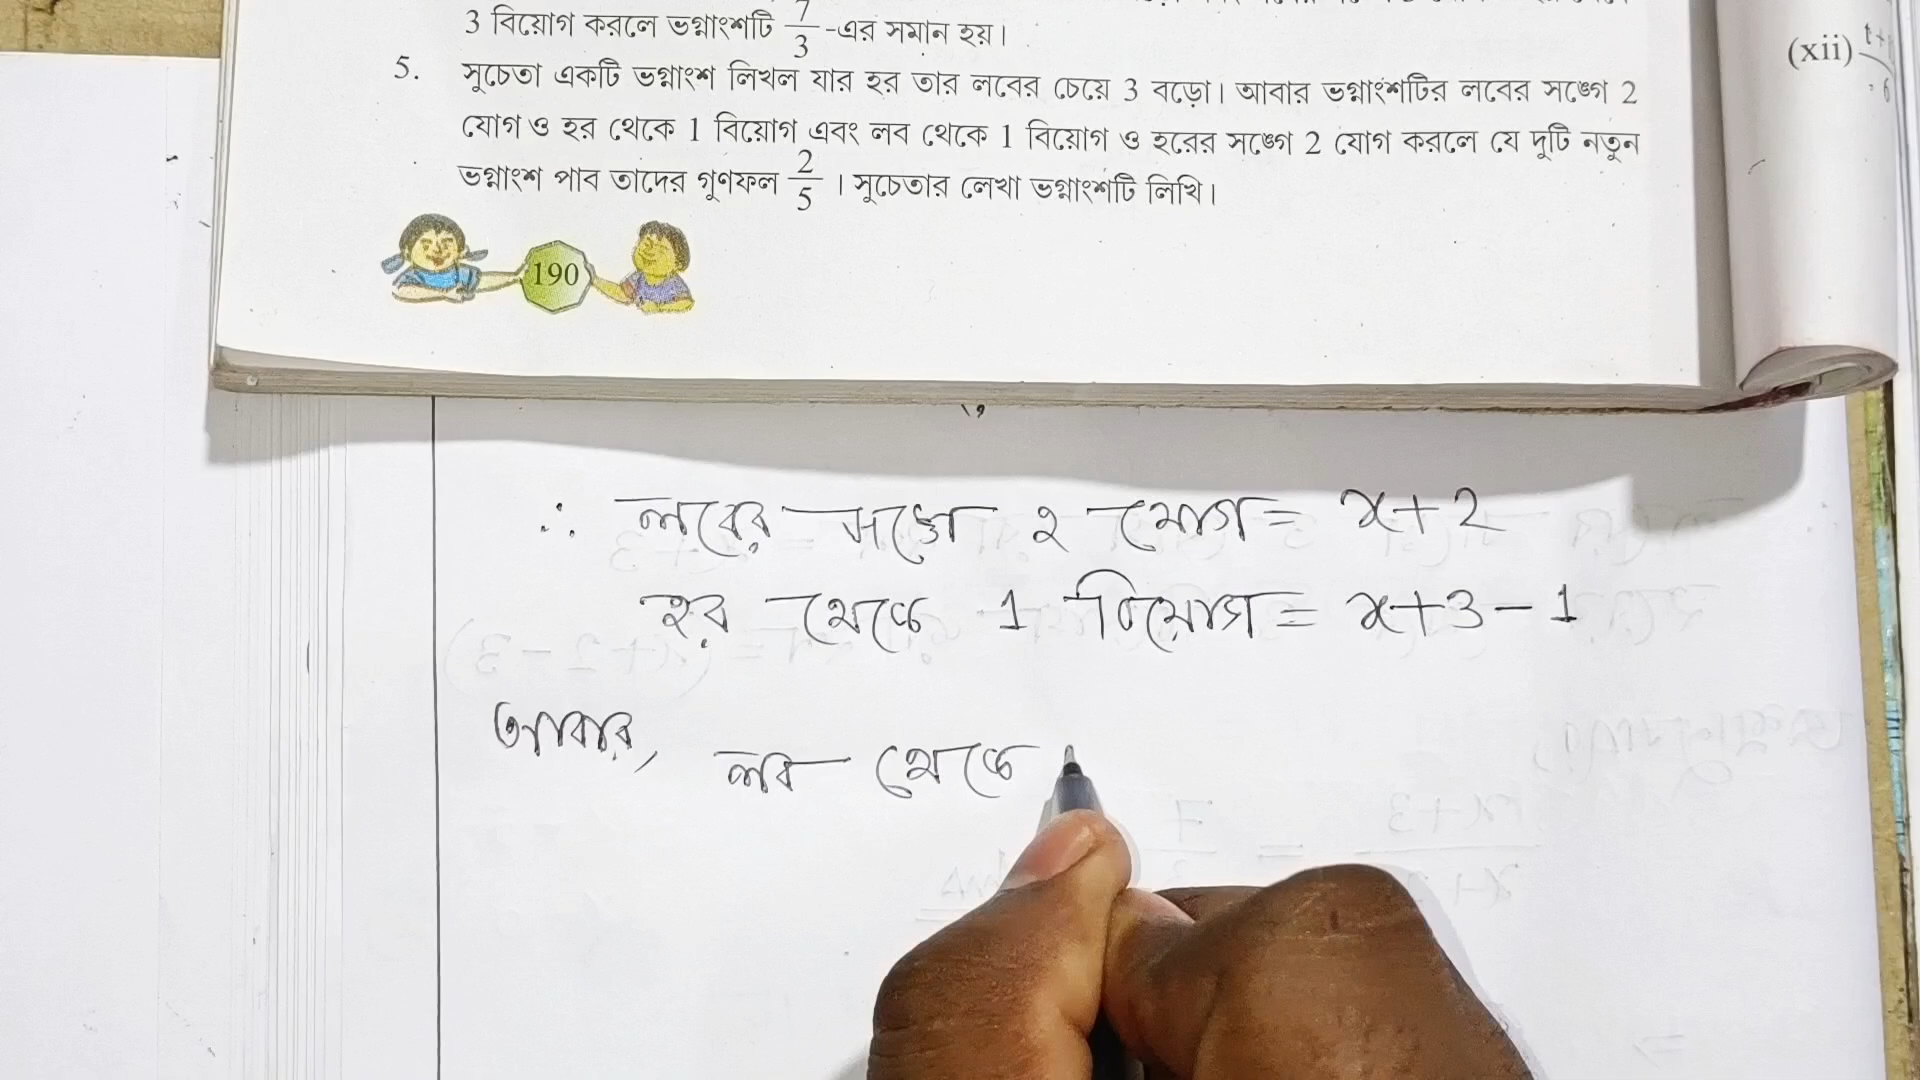 3 বিয়োগ করলে ভগ্নাংশটি 7/3 -এর সমান হয়।
(xii) t+
6
5. সুচেতা একটি ভগ্নাংশ লিখল যার হর তার লবের চেয়ে 3 বড়ো। আবার ভগ্নাংশটির লবের সঙ্গে 2
যোগ ও হর থেকে 1 বিয়োগ এবং লব থেকে 1 বিয়োগ ও হরের সঙ্গে 2 যোগ করলে যে দুটি নতুন
ভগ্নাংশ পাব তাদের গুণফল 2/5 । সুচেতার লেখা ভগ্নাংশটি লিখি।
190
∴ লবের সঙ্গে ২ যোগ = x+2
হর থেকে 1 বিয়োগ = x+3-1
আবার, লব থেকে